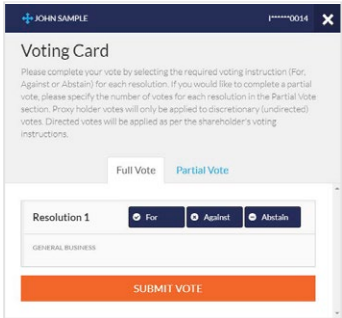 JOHN SAMPLE I******0014
Voting Card
Please complete your vote by selecting the required voting instruction (For,
Against or Abstain) for each resolution. If you would like to complete a partial
vote, please specify the number of votes for each resolution in the Partial Vote
section. Proxy holder votes will only be applied to discretionary (undirected)
votes. Directed votes will be applied as per the shareholder's voting
instructions.
Full Vote Partial Vote
Resolution 1 For Against Abstain
GENERAL BUSINESS
SUBMIT VOTE